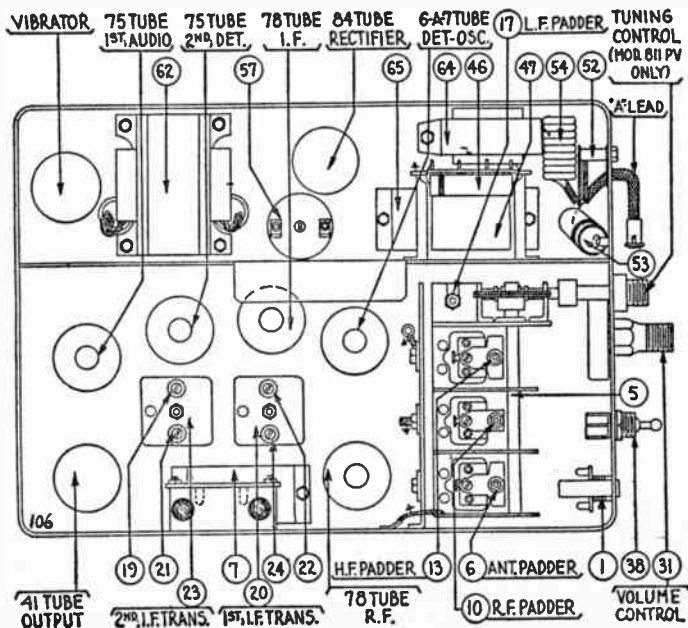 VIBRATOR
75 TUBE
1ST, AUDIO
62
75 TUBE
2ND, DET.
57
78 TUBE
I.F.
84 TUBE
RECTIFIER
65
6-A-7 TUBE
DET-OSC.
64
46
17 L.F. PADDER
47
54
52
TUNING
CONTROL
(MOD. 811 PV
ONLY)
"A"-LEAD
53
5
106
19
21
23
7
20
24
22
H.F. PADDER 13
6 ANT. PADDER
1
38
31
41 TUBE
OUTPUT
2ND, I.F. TRANS.
1ST, I.F. TRANS.
78 TUBE
R.F.
10 R.F. PADDER
VOLUME
CONTROL